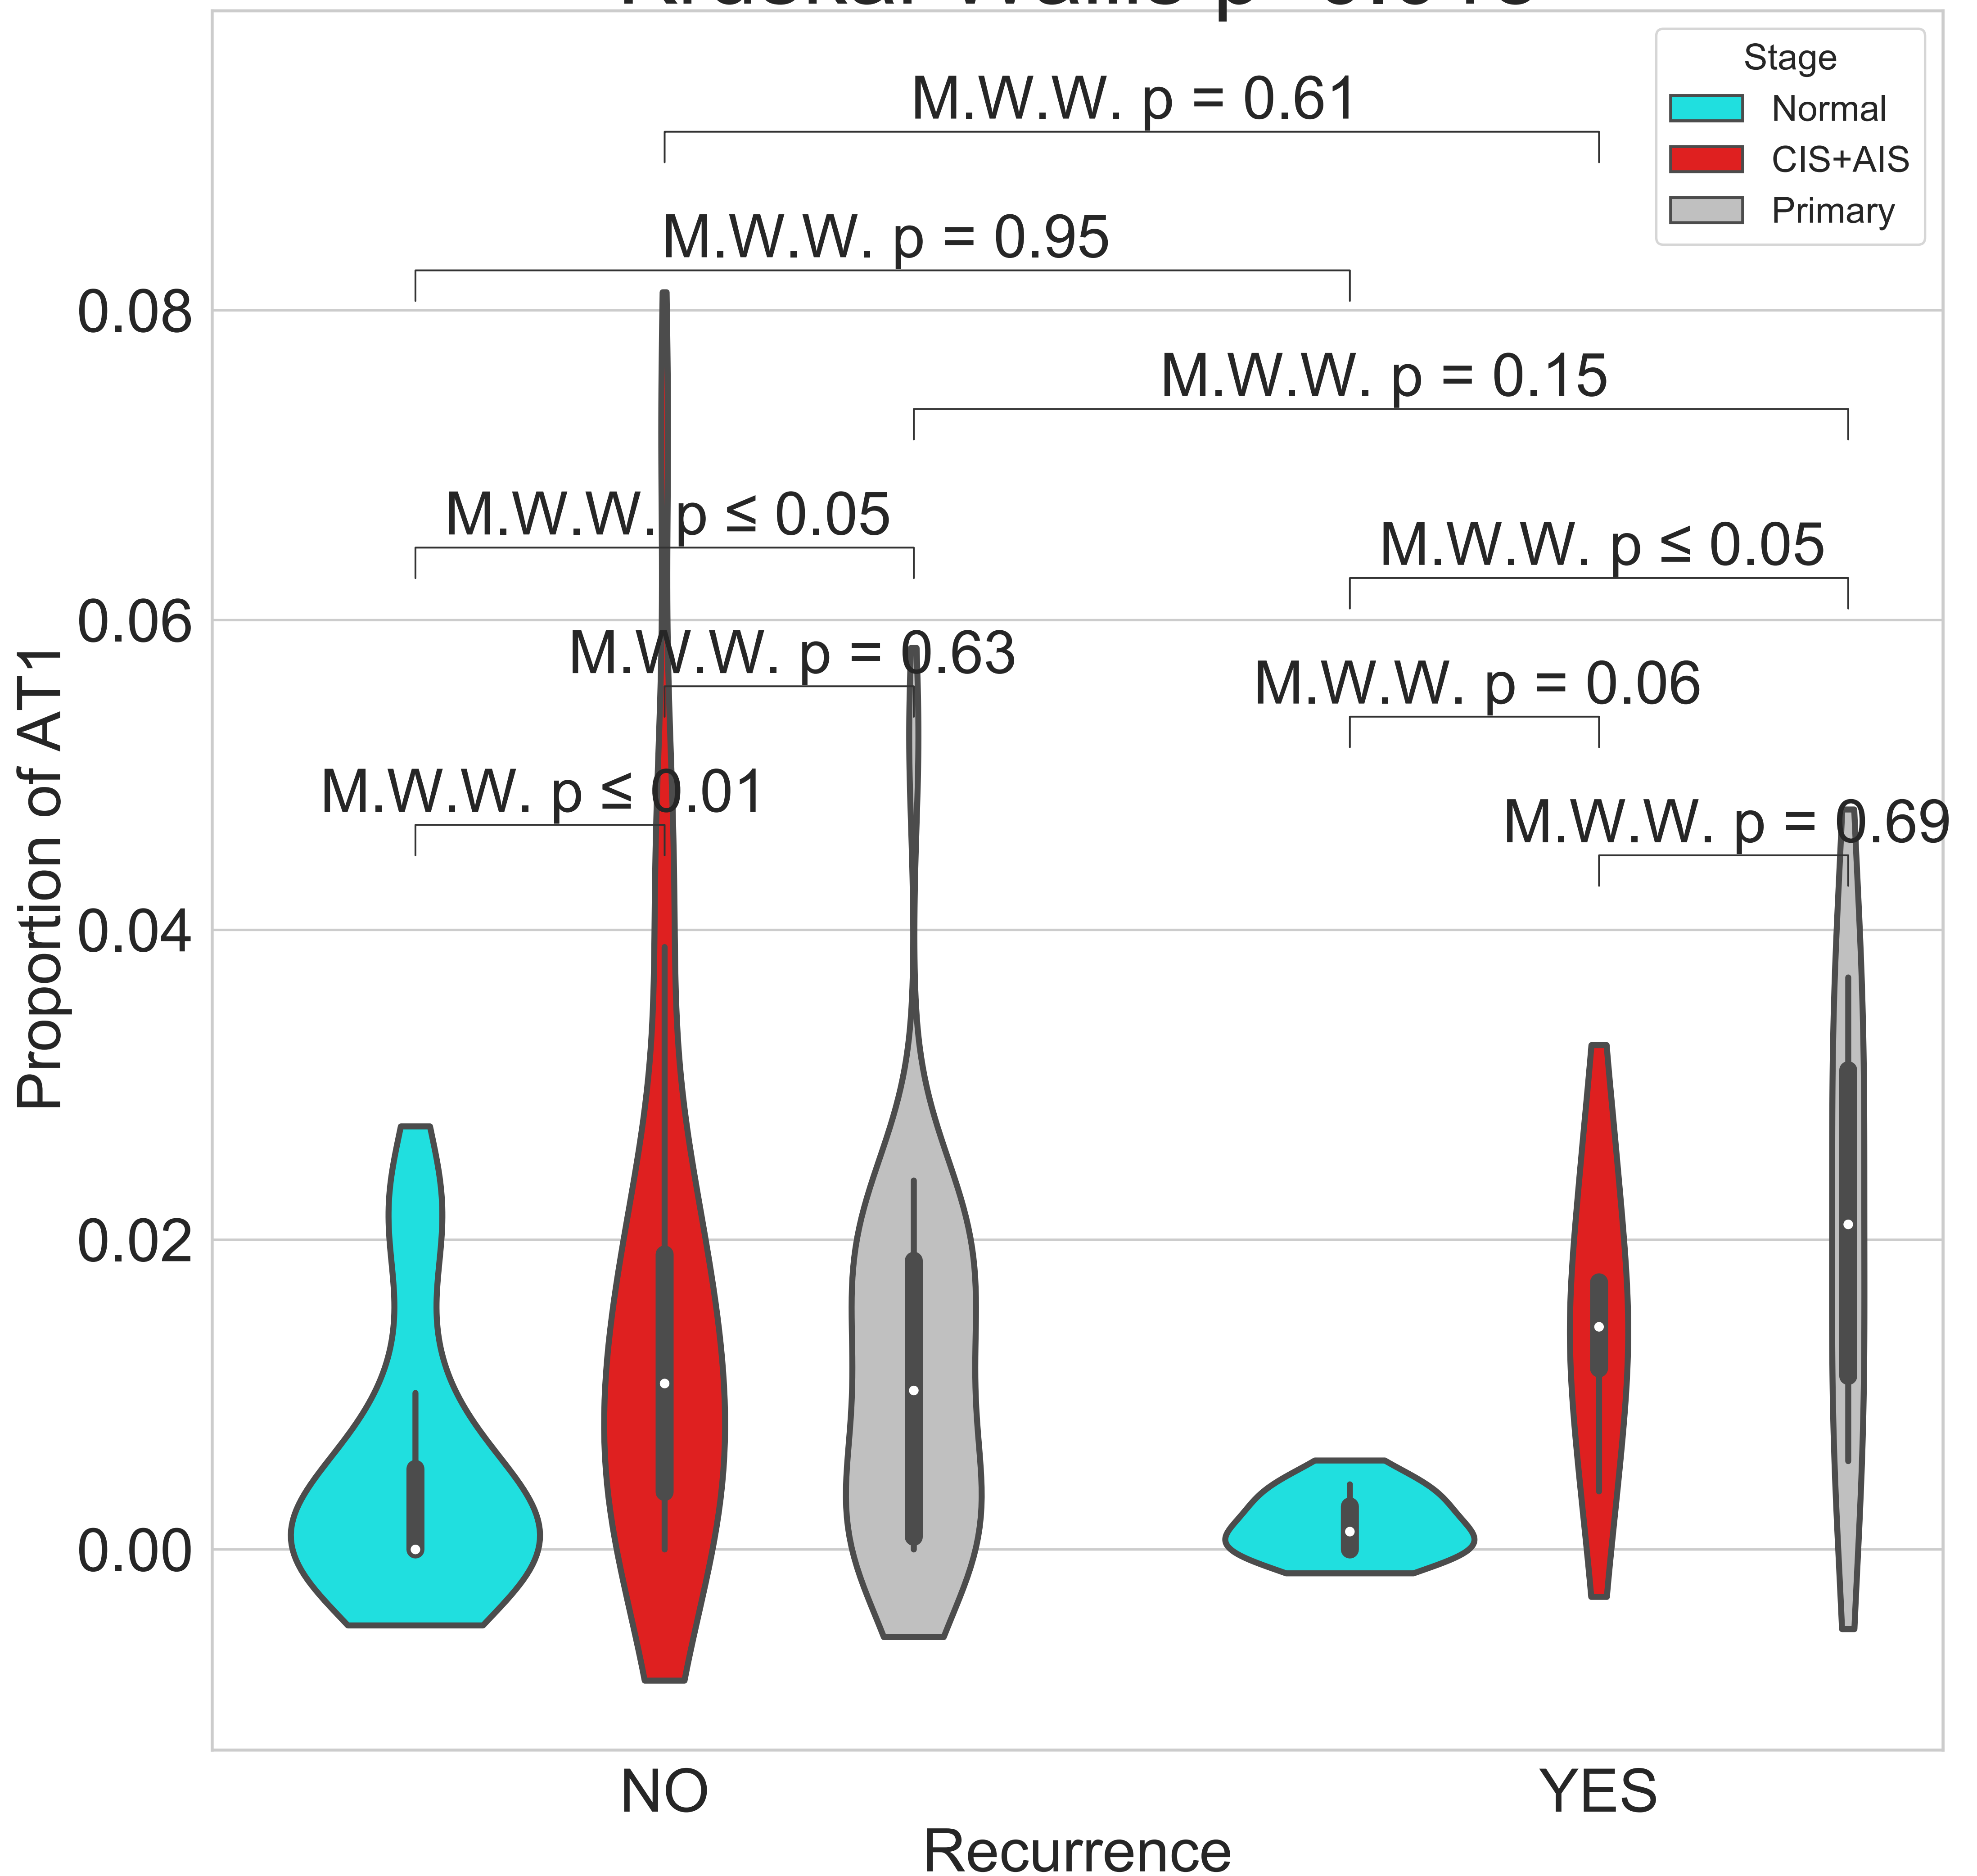 Stage
Normal
CIS+AIS
Primary
M.W.W. p = 0.61
M.W.W. p = 0.95
M.W.W. p = 0.15
M.W.W. p ≤ 0.05
M.W.W. p ≤ 0.05
M.W.W. p = 0.63
M.W.W. p = 0.06
M.W.W. p ≤ 0.01
M.W.W. p = 0.69
0.08
0.06
0.04
0.02
0.00
Proportion of AT1
NO
YES
Recurrence